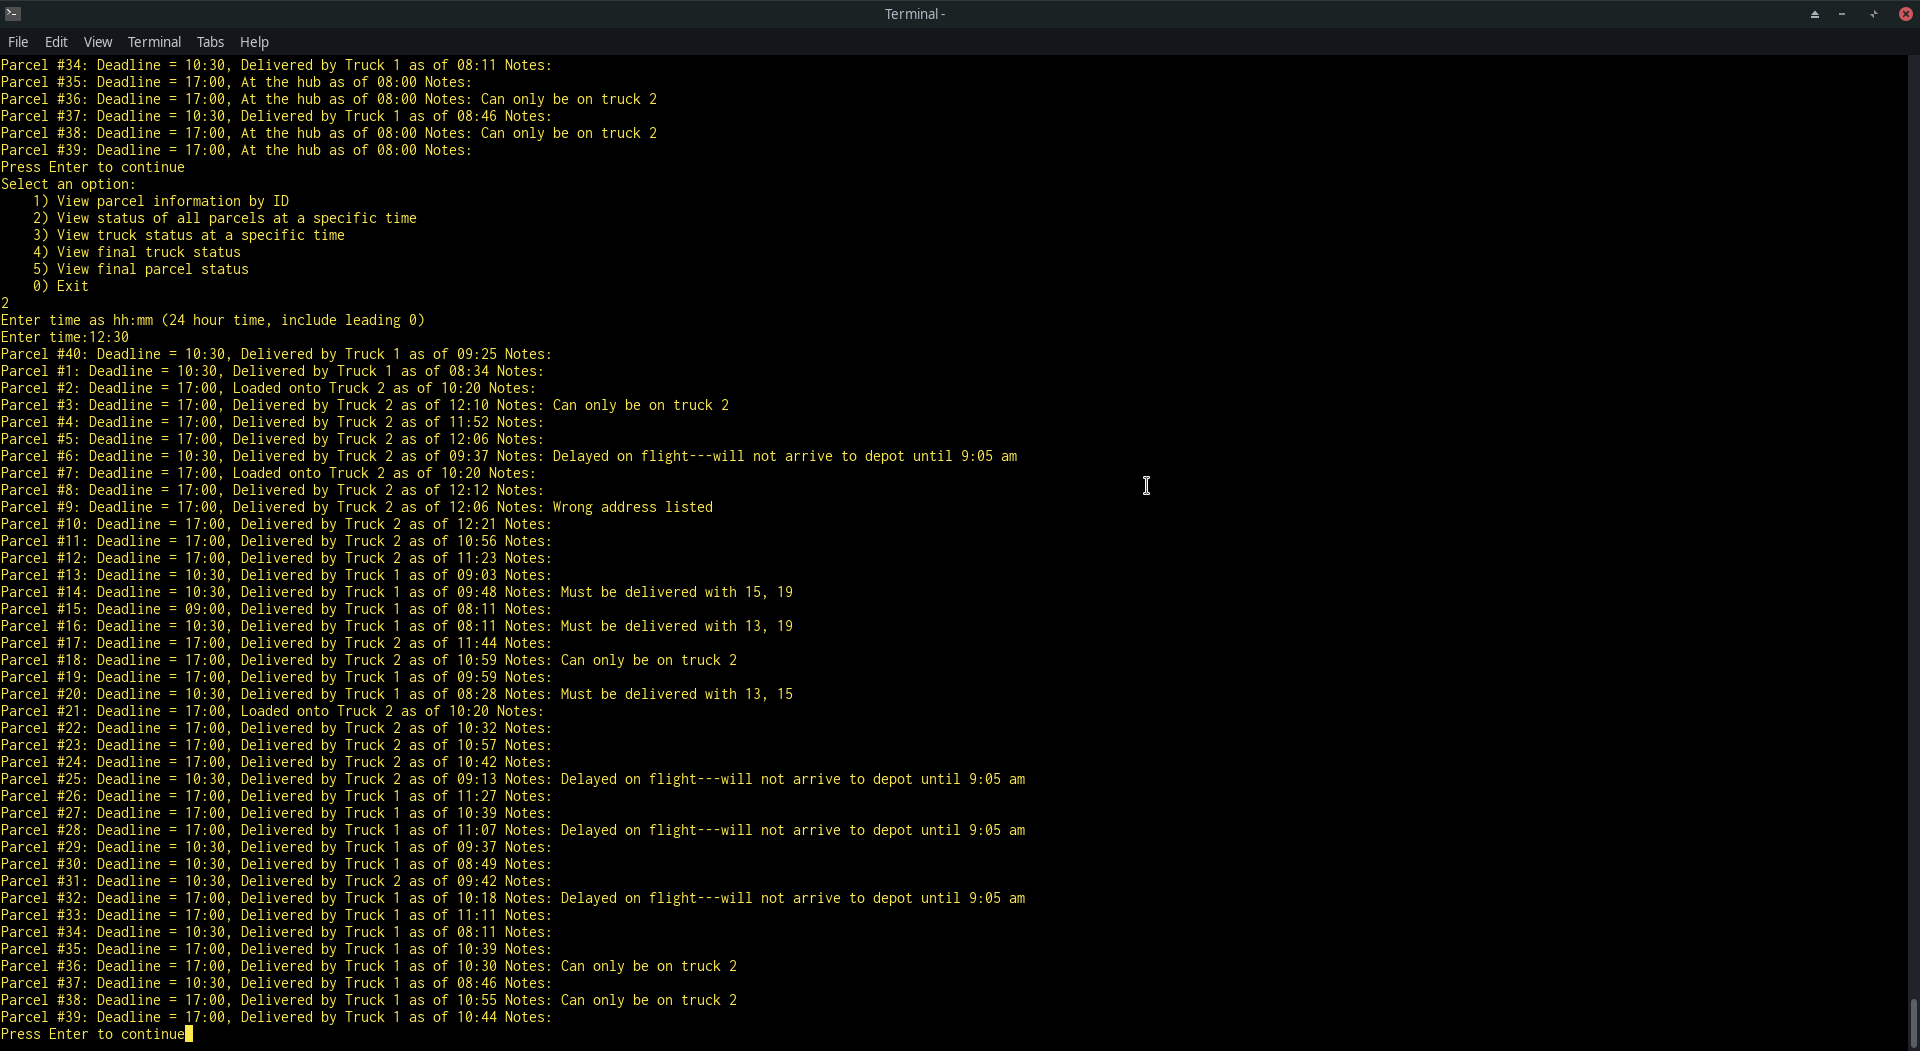 Terminal -
File Edit View Terminal Tabs Help
Parcel #34: Deadline = 10:30, Delivered by Truck 1 as of 08:11 Notes:
Parcel #35: Deadline = 17:00, At the hub as of 08:00 Notes:
Parcel #36: Deadline = 17:00, At the hub as of 08:00 Notes: Can only be on truck 2
Parcel #37: Deadline = 10:30, Delivered by Truck 1 as of 08:46 Notes:
Parcel #38: Deadline = 17:00, At the hub as of 08:00 Notes: Can only be on truck 2
Parcel #39: Deadline = 17:00, At the hub as of 08:00 Notes:
Press Enter to continue
Select an option:
    1) View parcel information by ID
    2) View status of all parcels at a specific time
    3) View truck status at a specific time
    4) View final truck status
    5) View final parcel status
    0) Exit
2
Enter time as hh:mm (24 hour time, include leading 0)
Enter time:12:30
Parcel #40: Deadline = 10:30, Delivered by Truck 1 as of 09:25 Notes:
Parcel #1: Deadline = 10:30, Delivered by Truck 1 as of 08:34 Notes:
Parcel #2: Deadline = 17:00, Loaded onto Truck 2 as of 10:20 Notes:
Parcel #3: Deadline = 17:00, Delivered by Truck 2 as of 12:10 Notes: Can only be on truck 2
Parcel #4: Deadline = 17:00, Delivered by Truck 2 as of 11:52 Notes:
Parcel #5: Deadline = 17:00, Delivered by Truck 2 as of 12:06 Notes:
Parcel #6: Deadline = 10:30, Delivered by Truck 2 as of 09:37 Notes: Delayed on flight---will not arrive to depot until 9:05 am
Parcel #7: Deadline = 17:00, Loaded onto Truck 2 as of 10:20 Notes:
Parcel #8: Deadline = 17:00, Delivered by Truck 2 as of 12:12 Notes:
Parcel #9: Deadline = 17:00, Delivered by Truck 2 as of 12:06 Notes: Wrong address listed
Parcel #10: Deadline = 17:00, Delivered by Truck 2 as of 12:21 Notes:
Parcel #11: Deadline = 17:00, Delivered by Truck 2 as of 10:56 Notes:
Parcel #12: Deadline = 17:00, Delivered by Truck 2 as of 11:23 Notes:
Parcel #13: Deadline = 10:30, Delivered by Truck 1 as of 09:03 Notes:
Parcel #14: Deadline = 10:30, Delivered by Truck 1 as of 09:48 Notes: Must be delivered with 15, 19
Parcel #15: Deadline = 09:00, Delivered by Truck 1 as of 08:11 Notes:
Parcel #16: Deadline = 10:30, Delivered by Truck 1 as of 08:11 Notes: Must be delivered with 13, 19
Parcel #17: Deadline = 17:00, Delivered by Truck 2 as of 11:44 Notes:
Parcel #18: Deadline = 17:00, Delivered by Truck 2 as of 10:59 Notes: Can only be on truck 2
Parcel #19: Deadline = 17:00, Delivered by Truck 1 as of 09:59 Notes:
Parcel #20: Deadline = 10:30, Delivered by Truck 1 as of 08:28 Notes: Must be delivered with 13, 15
Parcel #21: Deadline = 17:00, Loaded onto Truck 2 as of 10:20 Notes:
Parcel #22: Deadline = 17:00, Delivered by Truck 2 as of 10:32 Notes:
Parcel #23: Deadline = 17:00, Delivered by Truck 2 as of 10:57 Notes:
Parcel #24: Deadline = 17:00, Delivered by Truck 2 as of 10:42 Notes:
Parcel #25: Deadline = 10:30, Delivered by Truck 2 as of 09:13 Notes: Delayed on flight---will not arrive to depot until 9:05 am
Parcel #26: Deadline = 17:00, Delivered by Truck 1 as of 11:27 Notes:
Parcel #27: Deadline = 17:00, Delivered by Truck 1 as of 10:39 Notes:
Parcel #28: Deadline = 17:00, Delivered by Truck 1 as of 11:07 Notes: Delayed on flight---will not arrive to depot until 9:05 am
Parcel #29: Deadline = 10:30, Delivered by Truck 1 as of 09:37 Notes:
Parcel #30: Deadline = 10:30, Delivered by Truck 1 as of 08:49 Notes:
Parcel #31: Deadline = 10:30, Delivered by Truck 2 as of 09:42 Notes:
Parcel #32: Deadline = 17:00, Delivered by Truck 1 as of 10:18 Notes: Delayed on flight---will not arrive to depot until 9:05 am
Parcel #33: Deadline = 17:00, Delivered by Truck 1 as of 11:11 Notes:
Parcel #34: Deadline = 10:30, Delivered by Truck 1 as of 08:11 Notes:
Parcel #35: Deadline = 17:00, Delivered by Truck 1 as of 10:39 Notes:
Parcel #36: Deadline = 17:00, Delivered by Truck 1 as of 10:30 Notes: Can only be on truck 2
Parcel #37: Deadline = 10:30, Delivered by Truck 1 as of 08:46 Notes:
Parcel #38: Deadline = 17:00, Delivered by Truck 1 as of 10:55 Notes: Can only be on truck 2
Parcel #39: Deadline = 17:00, Delivered by Truck 1 as of 10:44 Notes:
Press Enter to continue